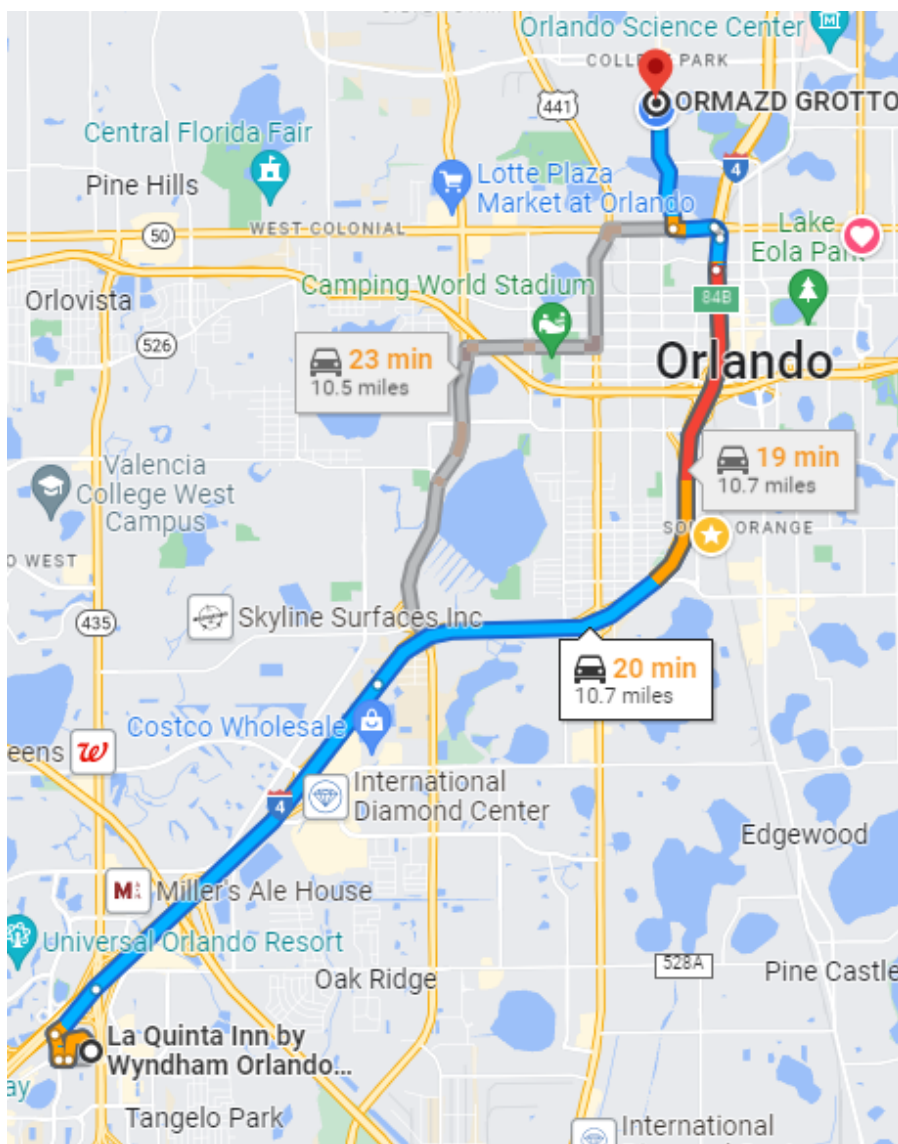 Orlando Science Center
COLLE
PARK
441
ORMAZD GROTTO
Central Florida Fair
Pine Hills
Lotte Plaza
Market at Orlando
4
50
WEST COLONIAL
Lake
Eola Park
Orlovista
Camping World Stadium
84B
526
23 min
10.5 miles
Orlando
Valencia
College West
Campus
19 min
10.7 miles
SO
ORANGE
O WEST
435
Skyline Surfaces Inc
20 min
10.7 miles
Costco Wholesale
eens
International
Diamond Center
4
Edgewood
Miller's Ale House
Universal Orlando Resort
Oak Ridge
528A
Pine Castle
La Quinta Inn by
Wyndham Orlando...
ay
Tangelo Park
International